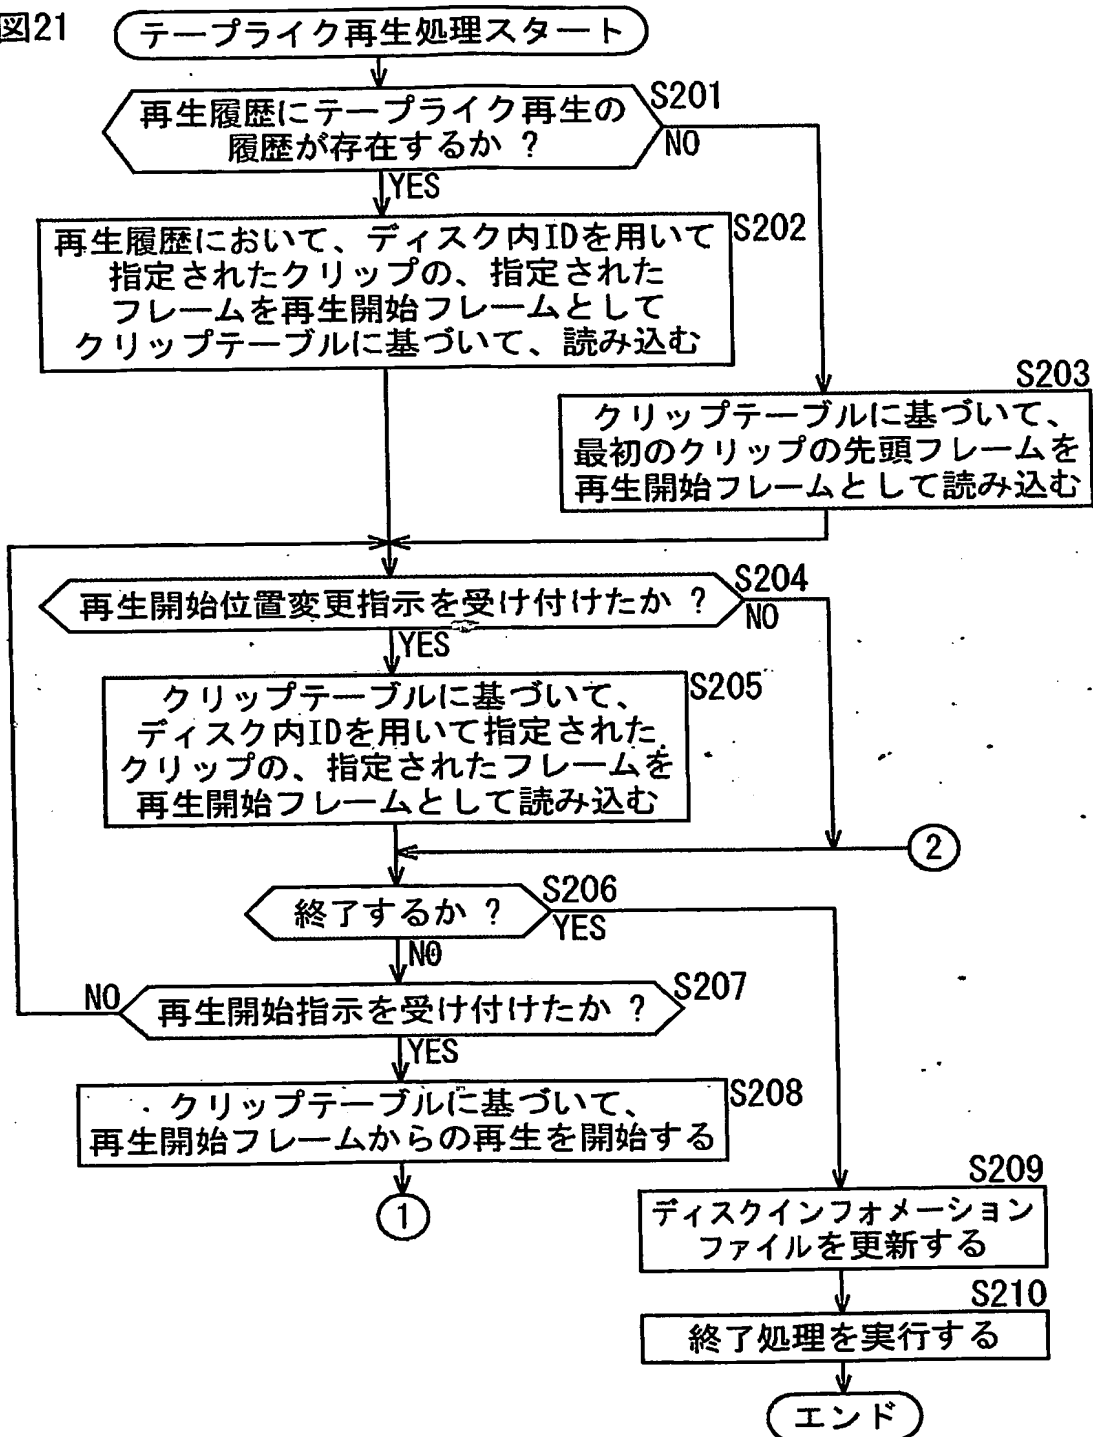 図21
テープライク再生処理スタート
S201
再生履歴にテープライク再生の
履歴が存在するか ?
NO
YES
S202
再生履歴において、ディスク内IDを用いて
指定されたクリップの、指定された
フレームを再生開始フレームとして
クリップテーブルに基づいて、読み込む
S203
クリップテーブルに基づいて、
最初のクリップの先頭フレームを
再生開始フレームとして読み込む
S204
再生開始位置変更指示を受け付けたか ?
NO
YES
S205
クリップテーブルに基づいて、
ディスク内IDを用いて指定された
クリップの、指定されたフレームを
再生開始フレームとして読み込む
2
S206
終了するか ?
YES
NO
S207
NO
再生開始指示を受け付けたか ?
YES
S208
クリップテーブルに基づいて、
再生開始フレームからの再生を開始する
1
S209
ディスクインフォメーション
ファイルを更新する
S210
終了処理を実行する
エンド